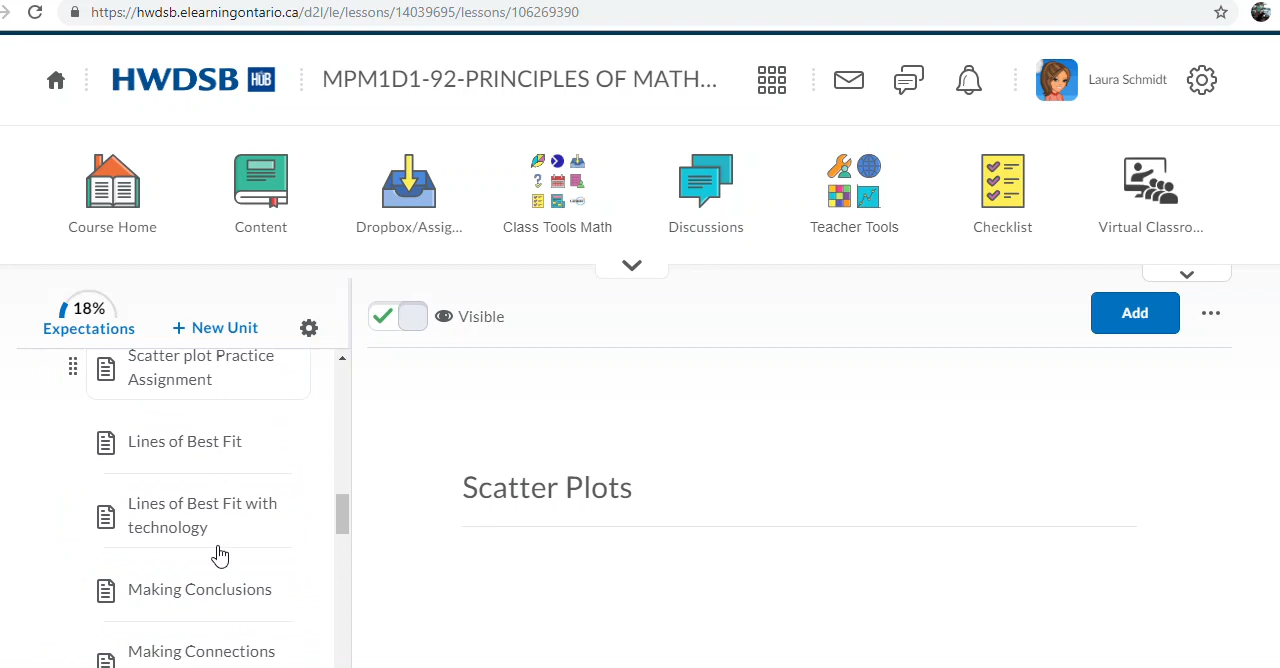 https://hwdsb.elearningontario.ca/d2l/le/lessons/14039695/lessons/106269390
HWDSB HUB
MPM1D1-92-PRINCIPLES OF MATH...
Laura Schmidt
Course Home
Content
Dropbox/Assig...
Class Tools Math
Discussions
Teacher Tools
Checklist
Virtual Classro...
18%
Expectations
+ New Unit
Visible
Add
Scatter plot Practice
Assignment
Lines of Best Fit
Lines of Best Fit with
technology
Making Conclusions
Making Connections
Scatter Plots